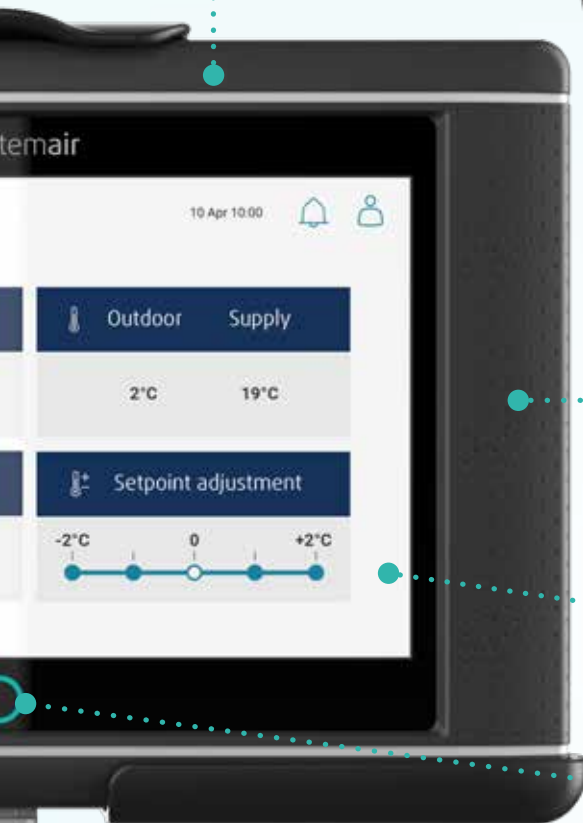 temair
10 Apr 10:00
Outdoor Supply
2°C 19°C
Setpoint adjustment
-2°C 0 +2°C